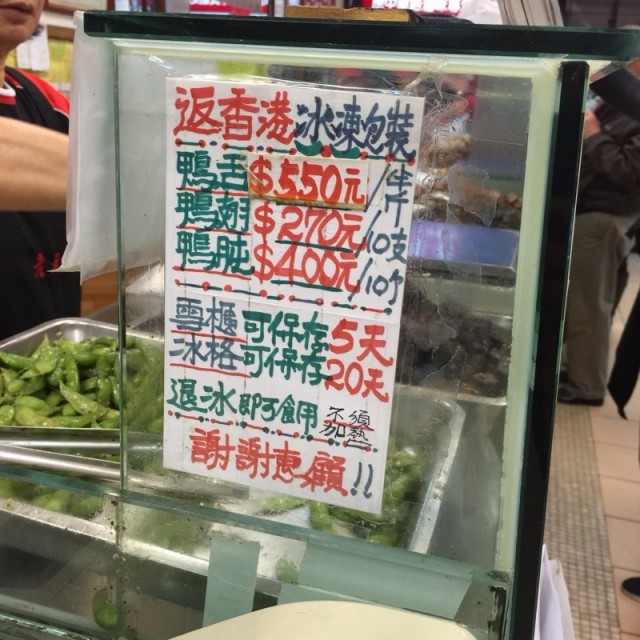 返香港冰凍包裝
鴨舌$550元/半斤
鴨翅$270元/10支
鴨肫$400元/10个
雪櫃可保存5天
冰格可保存20天
退冰即可食用 不須加熱
謝謝惠顧!!